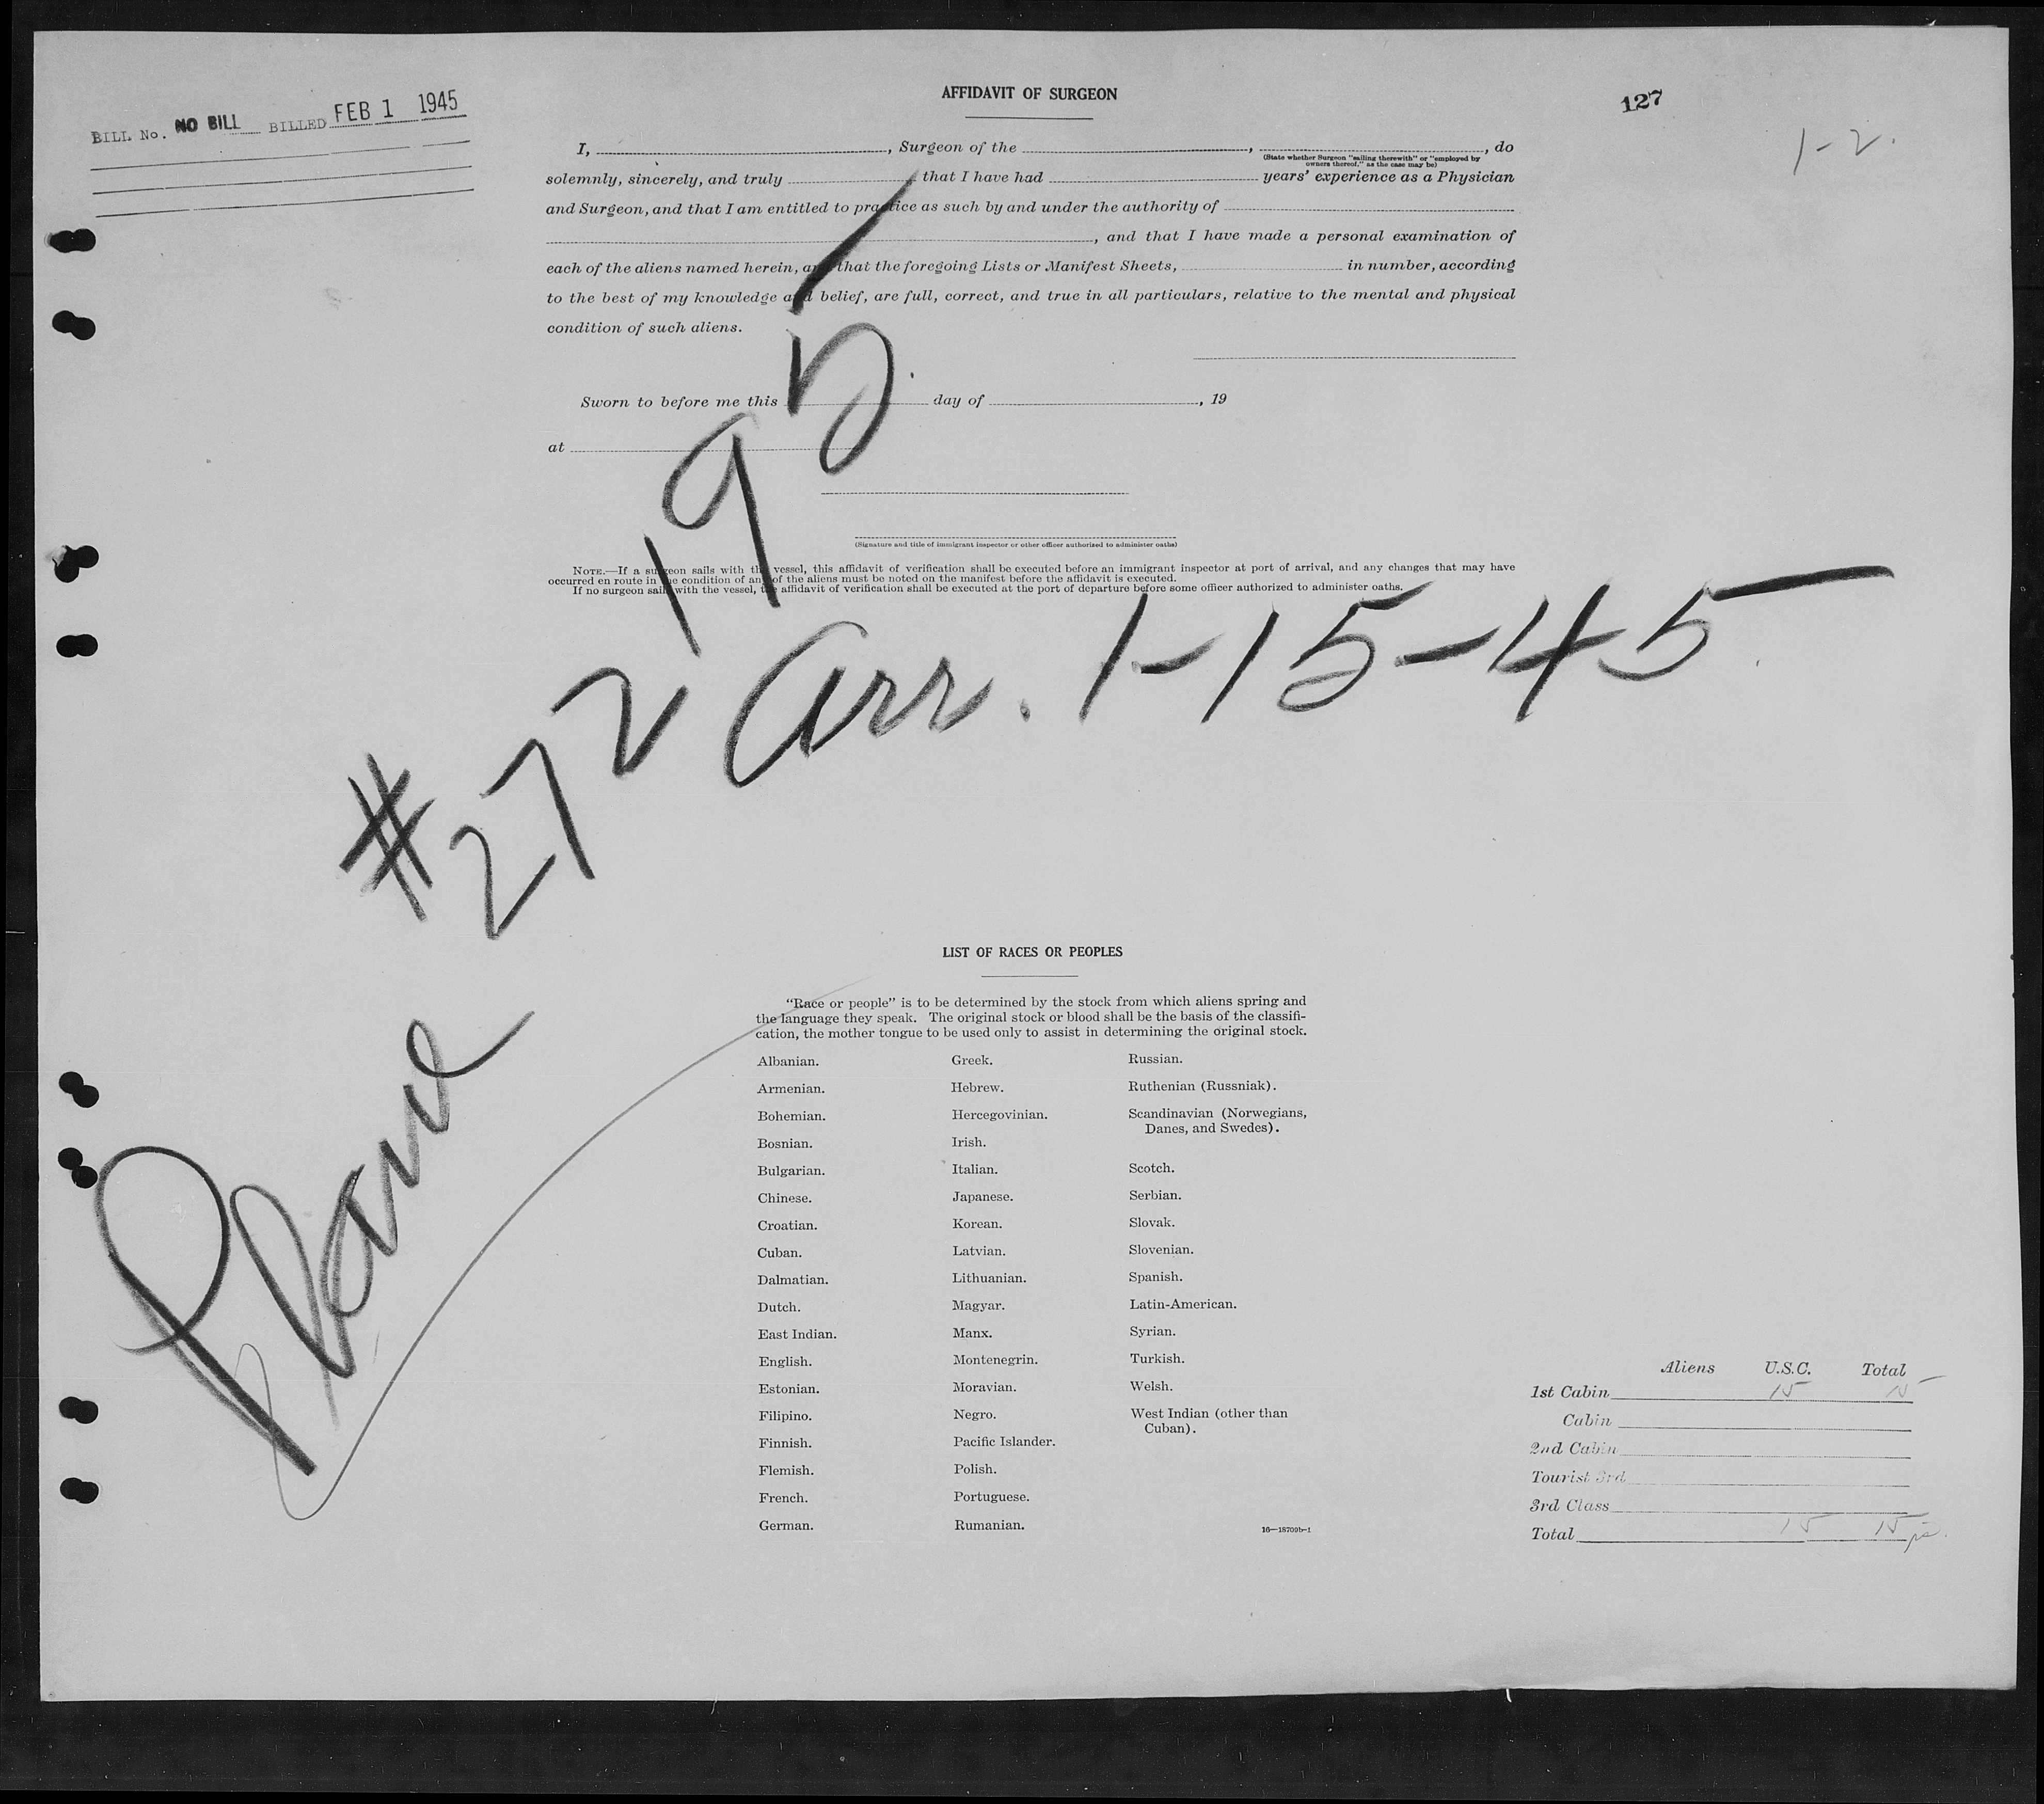 BILL No. NO BILL BILLED FEB 1 1945
AFFIDAVIT OF SURGEON
127
1-2.
I, , Surgeon of the , , do
(State whether Surgeon "sailing therewith" or "employed by
owners thereof," as the case may be)
solemnly, sincerely, and truly that I have had years' experience as a Physician
and Surgeon, and that I am entitled to practice as such by and under the authority of
, and that I have made a personal examination of
each of the aliens named herein, and that the foregoing Lists or Manifest Sheets, in number, according
to the best of my knowledge and belief, are full, correct, and true in all particulars, relative to the mental and physical
condition of such aliens.
Sworn to before me this day of , 19
at
(Signature and title of immigrant inspector or other officer authorized to administer oaths)
NOTE.—If a surgeon sails with the vessel, this affidavit of verification shall be executed before an immigrant inspector at port of arrival, and any changes that may have
occurred en route in the condition of any of the aliens must be noted on the manifest before the affidavit is executed.
If no surgeon sails with the vessel, the affidavit of verification shall be executed at the port of departure before some officer authorized to administer oaths.
Plane #272195
arr. 1-15-45
LIST OF RACES OR PEOPLES
"Race or people" is to be determined by the stock from which aliens spring and
the language they speak. The original stock or blood shall be the basis of the classifi-
cation, the mother tongue to be used only to assist in determining the original stock.
Albanian. Greek. Russian.
Armenian. Hebrew. Ruthenian (Russniak).
Bohemian. Hercegovinian. Scandinavian (Norwegians,
Danes, and Swedes).
Bosnian. Irish.
Bulgarian. Italian. Scotch.
Chinese. Japanese. Serbian.
Croatian. Korean. Slovak.
Cuban. Latvian. Slovenian.
Dalmatian. Lithuanian. Spanish.
Dutch. Magyar. Latin-American.
East Indian. Manx. Syrian.
English. Montenegrin. Turkish.
Estonian. Moravian. Welsh.
Filipino. Negro. West Indian (other than
Cuban).
Finnish. Pacific Islander.
Flemish. Polish.
French. Portuguese.
German. Rumanian.
16—18709b-1
Aliens U.S.C. Total
1st Cabin 15 15
Cabin
2nd Cabin
Tourist 3rd
3rd Class
Total 15 15